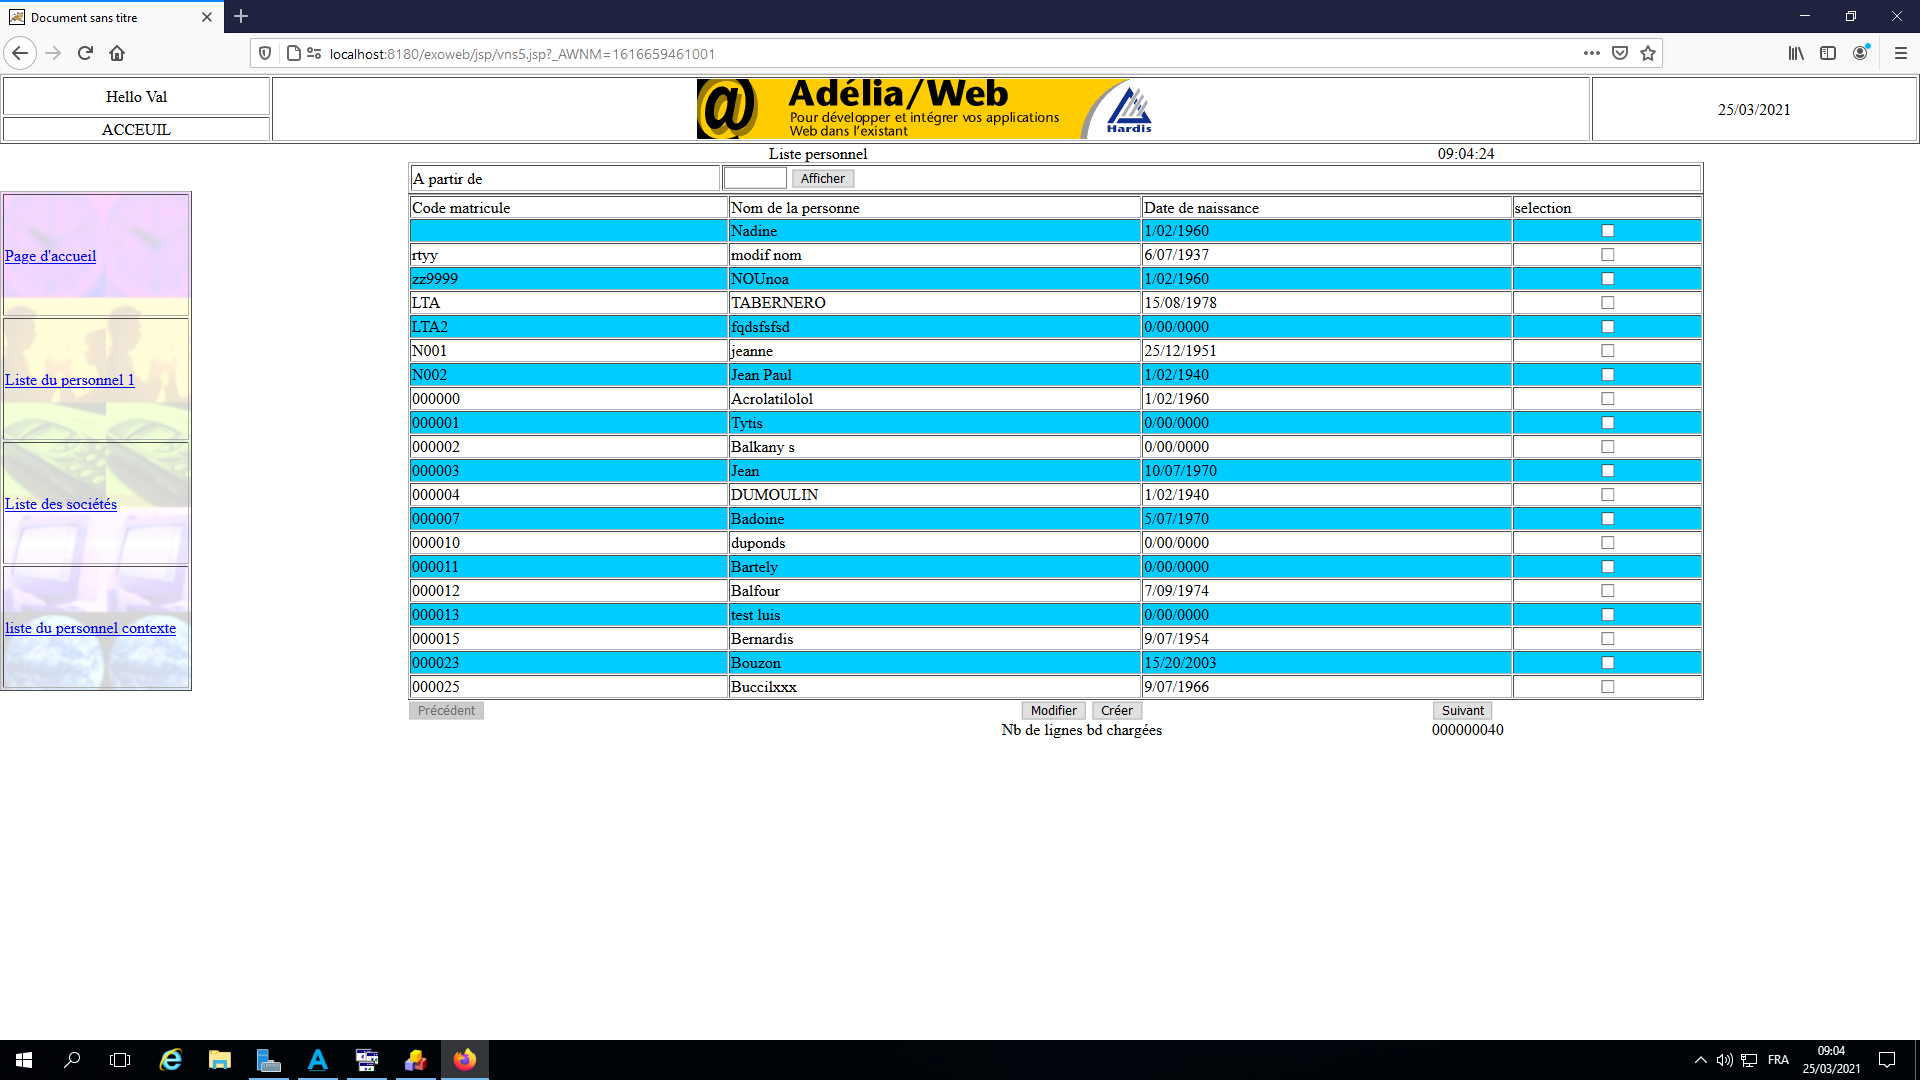 Document sans titre
localhost:8180/exoweb/jsp/vns5.jsp?_AWNM=1616659461001
Hello Val
ACCEUIL
@ Adélia/Web
Pour développer et intégrer vos applications
Web dans l'existant
Hardis
25/03/2021
Liste personnel 09:04:24
A partir de Afficher
Code matricule Nom de la personne Date de naissance selection
Nadine 1/02/1960
rtyy modif nom 6/07/1937
zz9999 NOUnoa 1/02/1960
LTA TABERNERO 15/08/1978
LTA2 fqdsfsfsd 0/00/0000
N001 jeanne 25/12/1951
N002 Jean Paul 1/02/1940
000000 Acrolatilolol 1/02/1960
000001 Tytis 0/00/0000
000002 Balkany s 0/00/0000
000003 Jean 10/07/1970
000004 DUMOULIN 1/02/1940
000007 Badoine 5/07/1970
000010 duponds 0/00/0000
000011 Bartely 0/00/0000
000012 Balfour 7/09/1974
000013 test luis 0/00/0000
000015 Bernardis 9/07/1954
000023 Bouzon 15/20/2003
000025 Buccilxxx 9/07/1966
Précédent Modifier Créer Suivant
Nb de lignes bd chargées 000000040
Page d'accueil
Liste du personnel 1
Liste des sociétés
liste du personnel contexte
FRA
09:04
25/03/2021